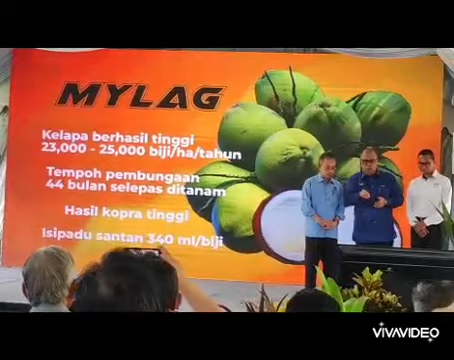 MYLAG
Kelapa berhasil tinggi
23,000 - 25,000 biji/ha/tahun
Tempoh pembungaan
44 bulan selepas ditanam
Hasil kopra tinggi
Isipadu santan 340 ml/biji
VIVAVIDEO